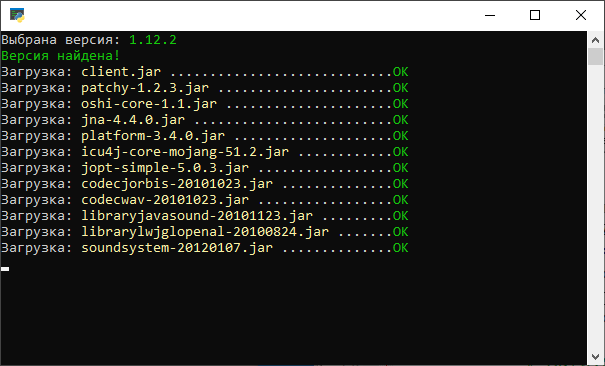 Выбрана версия: 1.12.2
Версия найдена!
Загрузка: client.jar ............................OK
Загрузка: patchy-1.2.3.jar ......................OK
Загрузка: oshi-core-1.1.jar .....................OK
Загрузка: jna-4.4.0.jar .........................OK
Загрузка: platform-3.4.0.jar ....................OK
Загрузка: icu4j-core-mojang-51.2.jar ............OK
Загрузка: jopt-simple-5.0.3.jar .................OK
Загрузка: codecjorbis-20101023.jar ..............OK
Загрузка: codecwav-20101023.jar .................OK
Загрузка: libraryjavasound-20101123.jar .........OK
Загрузка: librarylwjglopenal-20100824.jar .......OK
Загрузка: soundsystem-20120107.jar ..............OK